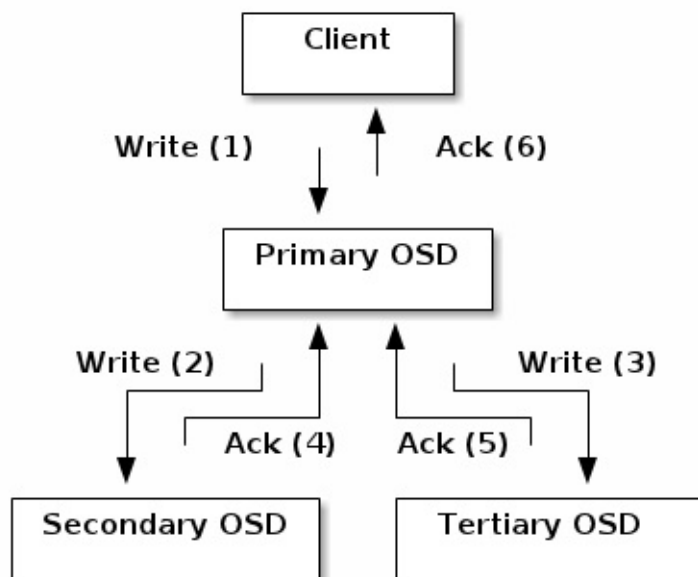 Client
Write (1)
Ack (6)
Primary OSD
Write (2)
Write (3)
Ack (4)
Ack (5)
Secondary OSD
Tertiary OSD